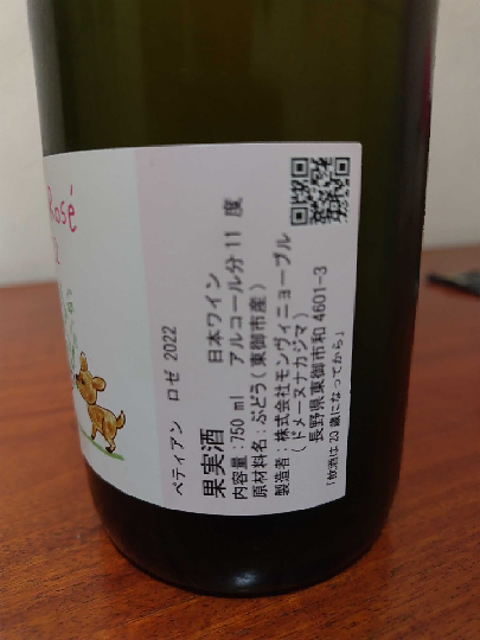 Rosé
ペティアン ロゼ 2022
日本ワイン
果実酒
内容量:750 ml アルコール分 11 度
原材料名:ぶどう(東御市産)
製造者:株式会社モンヴィニョーブル
(ドメーヌナカジマ)
長野県東御市和 4601-3
「飲酒は20歳になってから」